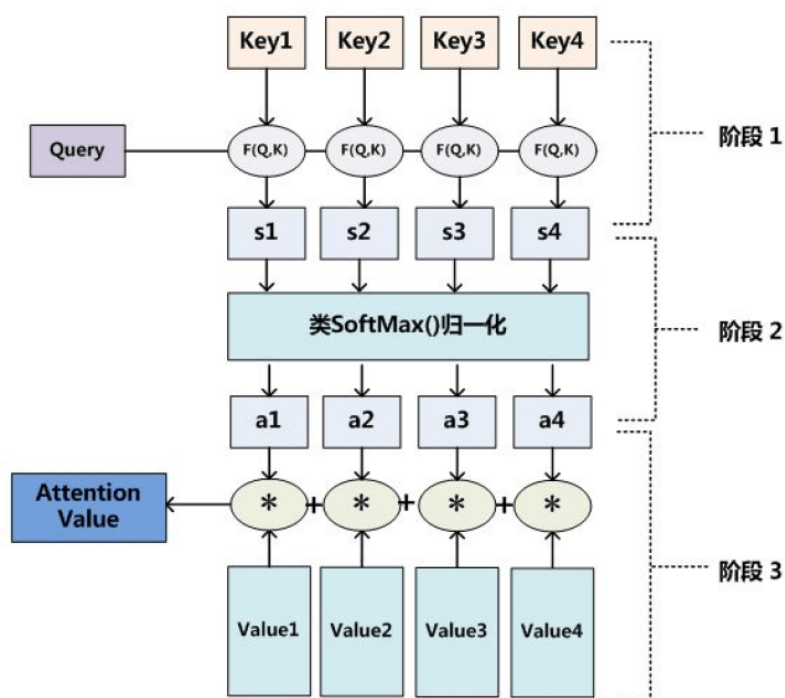 Key1 Key2 Key3 Key4
阶段 1
Query F(Q,K) F(Q,K) F(Q,K) F(Q,K)
s1 s2 s3 s4
类SoftMax()归一化
阶段 2
a1 a2 a3 a4
Attention
Value
* + * + * + *
阶段 3
Value1 Value2 Value3 Value4